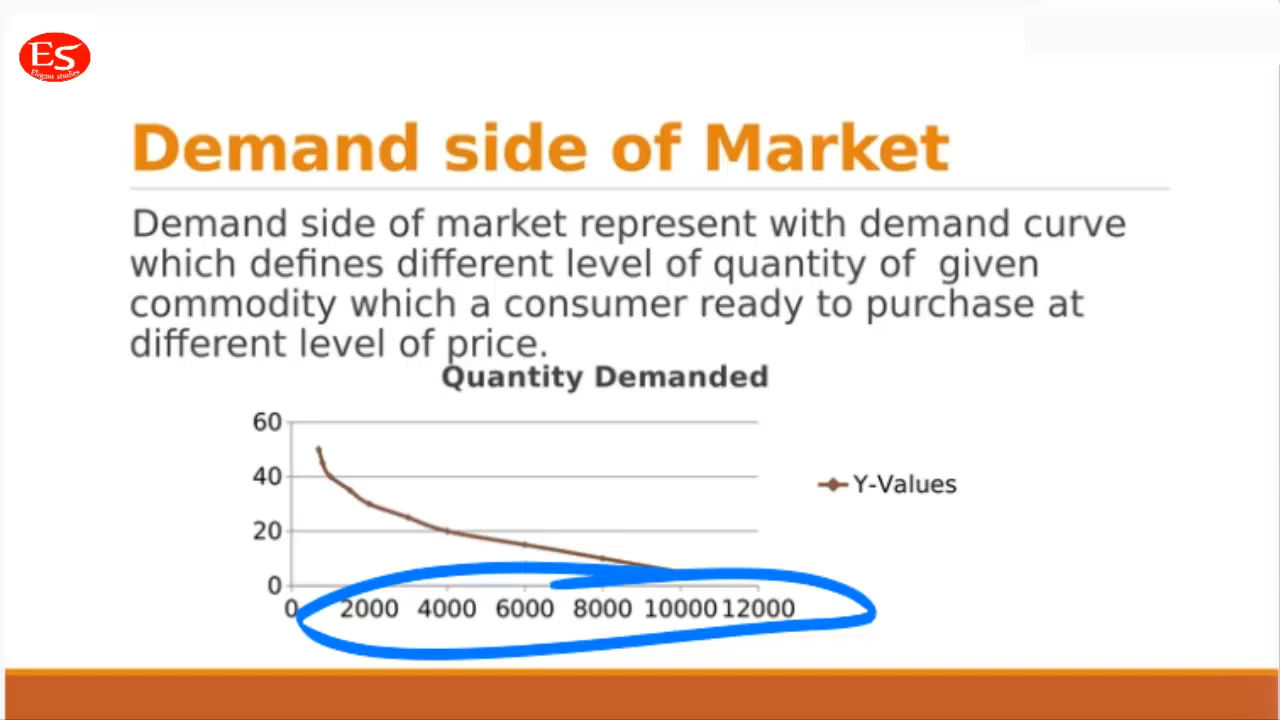 ES
Elegant studies
Demand side of Market
Demand side of market represent with demand curve
which defines different level of quantity of given
commodity which a consumer ready to purchase at
different level of price.
Quantity Demanded
60
40
20
0
Y-Values
0 2000 4000 6000 8000 10000 12000